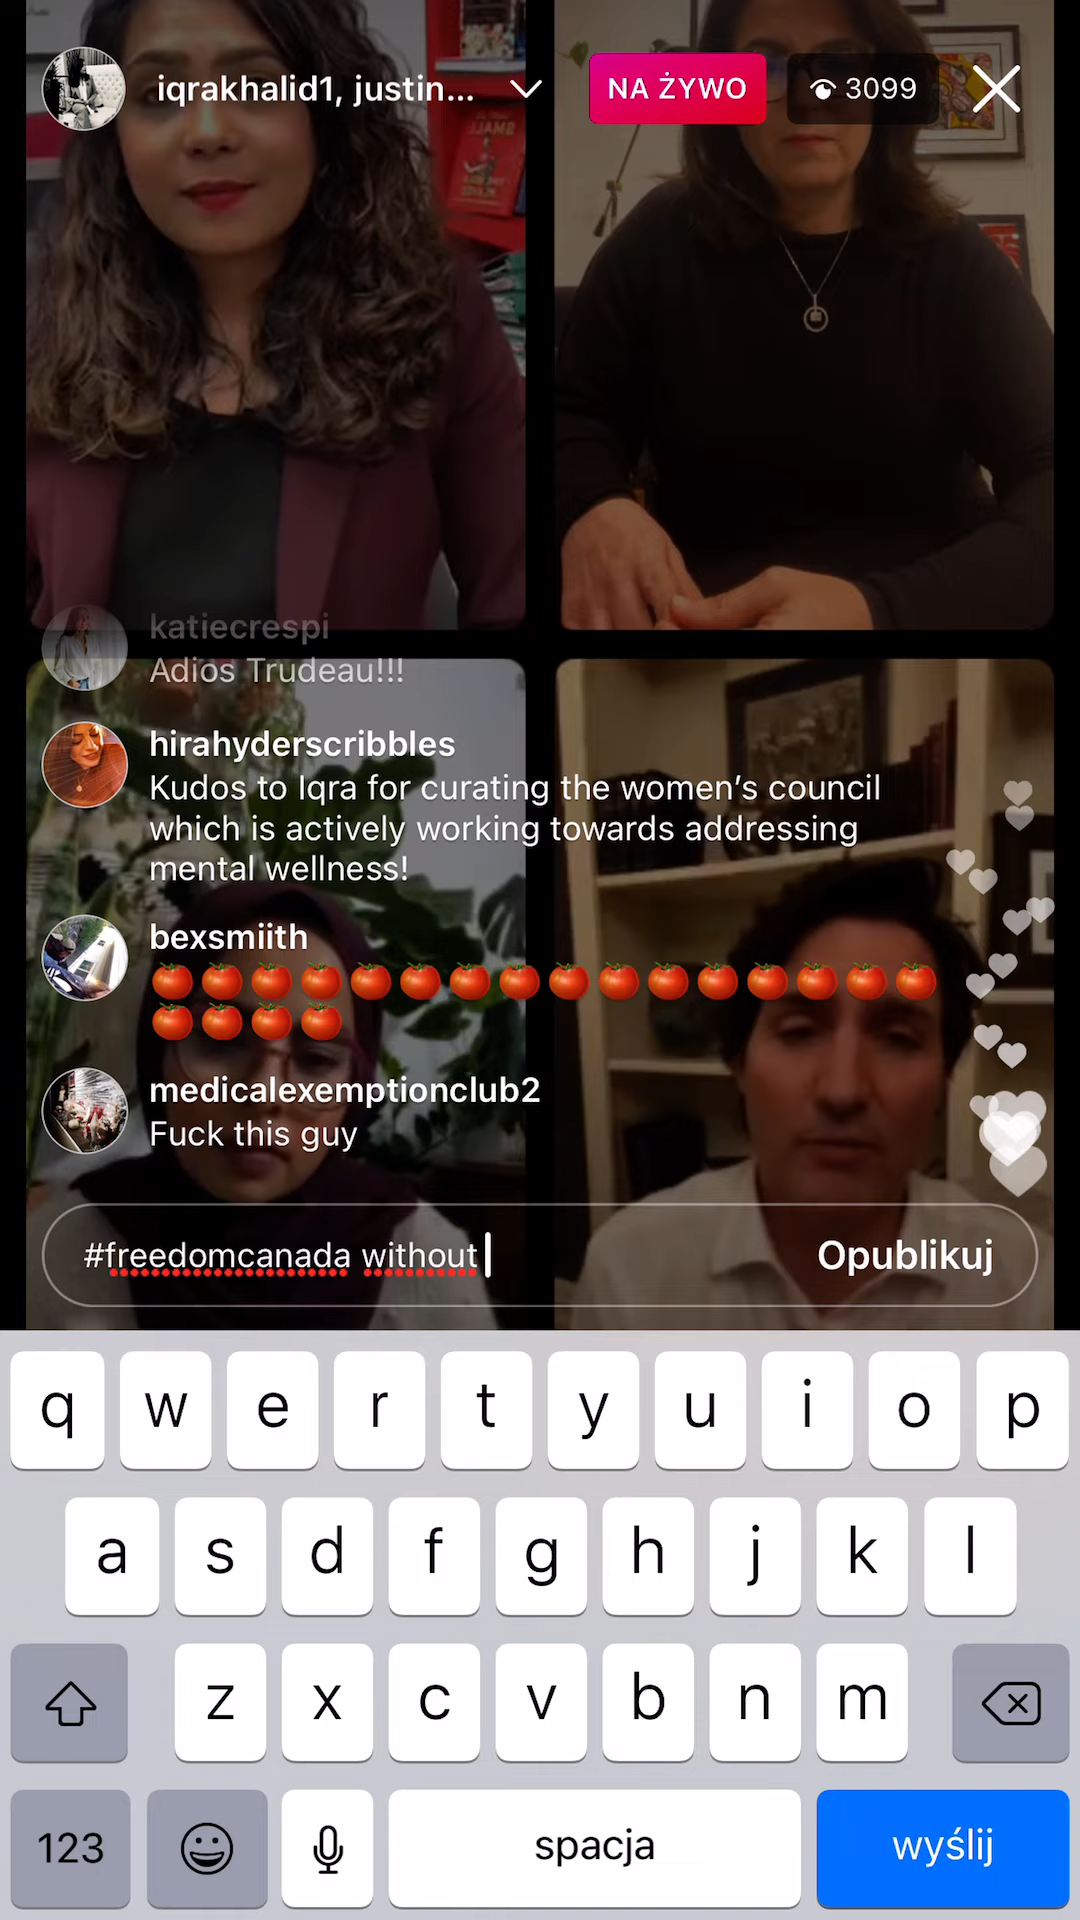 iqrakhalid1, justin...
NA ŻYWO
3099
SMALL
katiecrespi
Adios Trudeau!!!
hirahyderscribbles
Kudos to Iqra for curating the women’s council
which is actively working towards addressing
mental wellness!
bexsmiith
🍅🍅🍅🍅🍅🍅🍅🍅🍅🍅🍅🍅🍅🍅🍅🍅
🍅🍅🍅🍅
medicalexemptionclub2
Fuck this guy
#freedomcanada without
Opublikuj
q w e r t y u i o p
a s d f g h j k l
z x c v b n m
123
spacja
wyślij